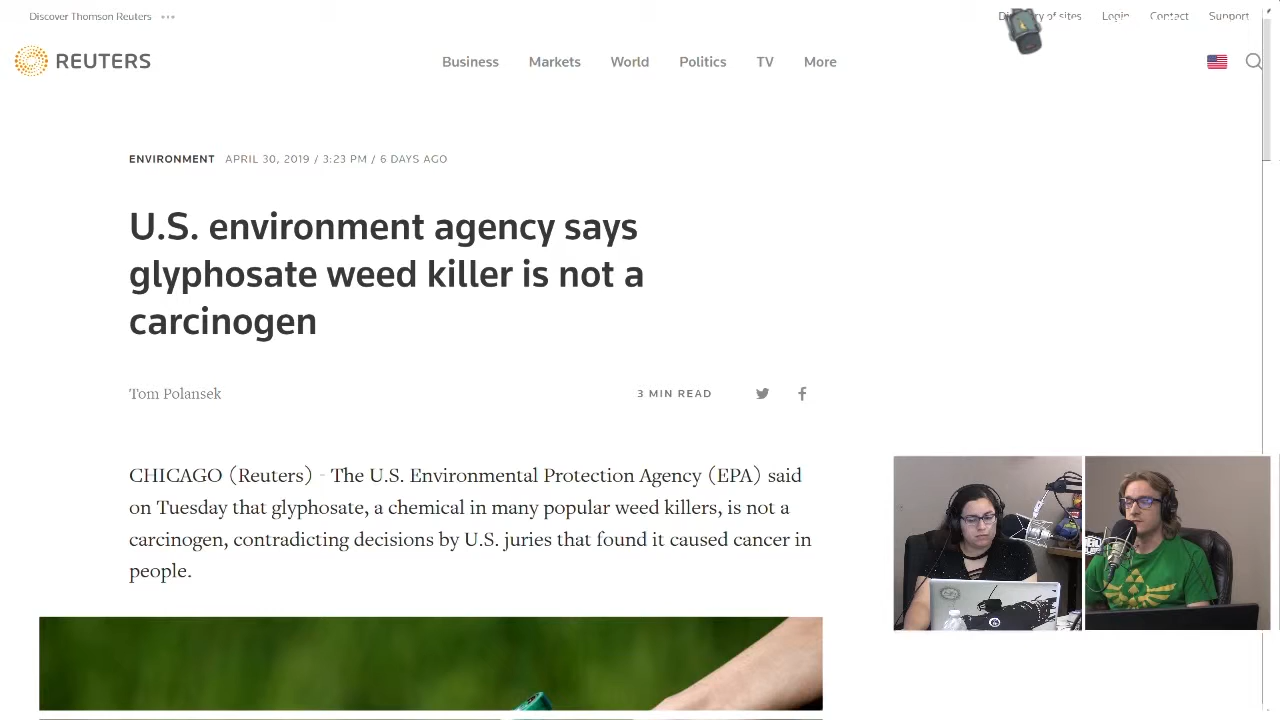 Discover Thomson Reuters
of sites Login Contact Support
REUTERS
Business Markets World Politics TV More
ENVIRONMENT APRIL 30, 2019 / 3:23 PM / 6 DAYS AGO
U.S. environment agency says
glyphosate weed killer is not a
carcinogen
Tom Polansek
3 MIN READ
CHICAGO (Reuters) - The U.S. Environmental Protection Agency (EPA) said
on Tuesday that glyphosate, a chemical in many popular weed killers, is not a
carcinogen, contradicting decisions by U.S. juries that found it caused cancer in
people.